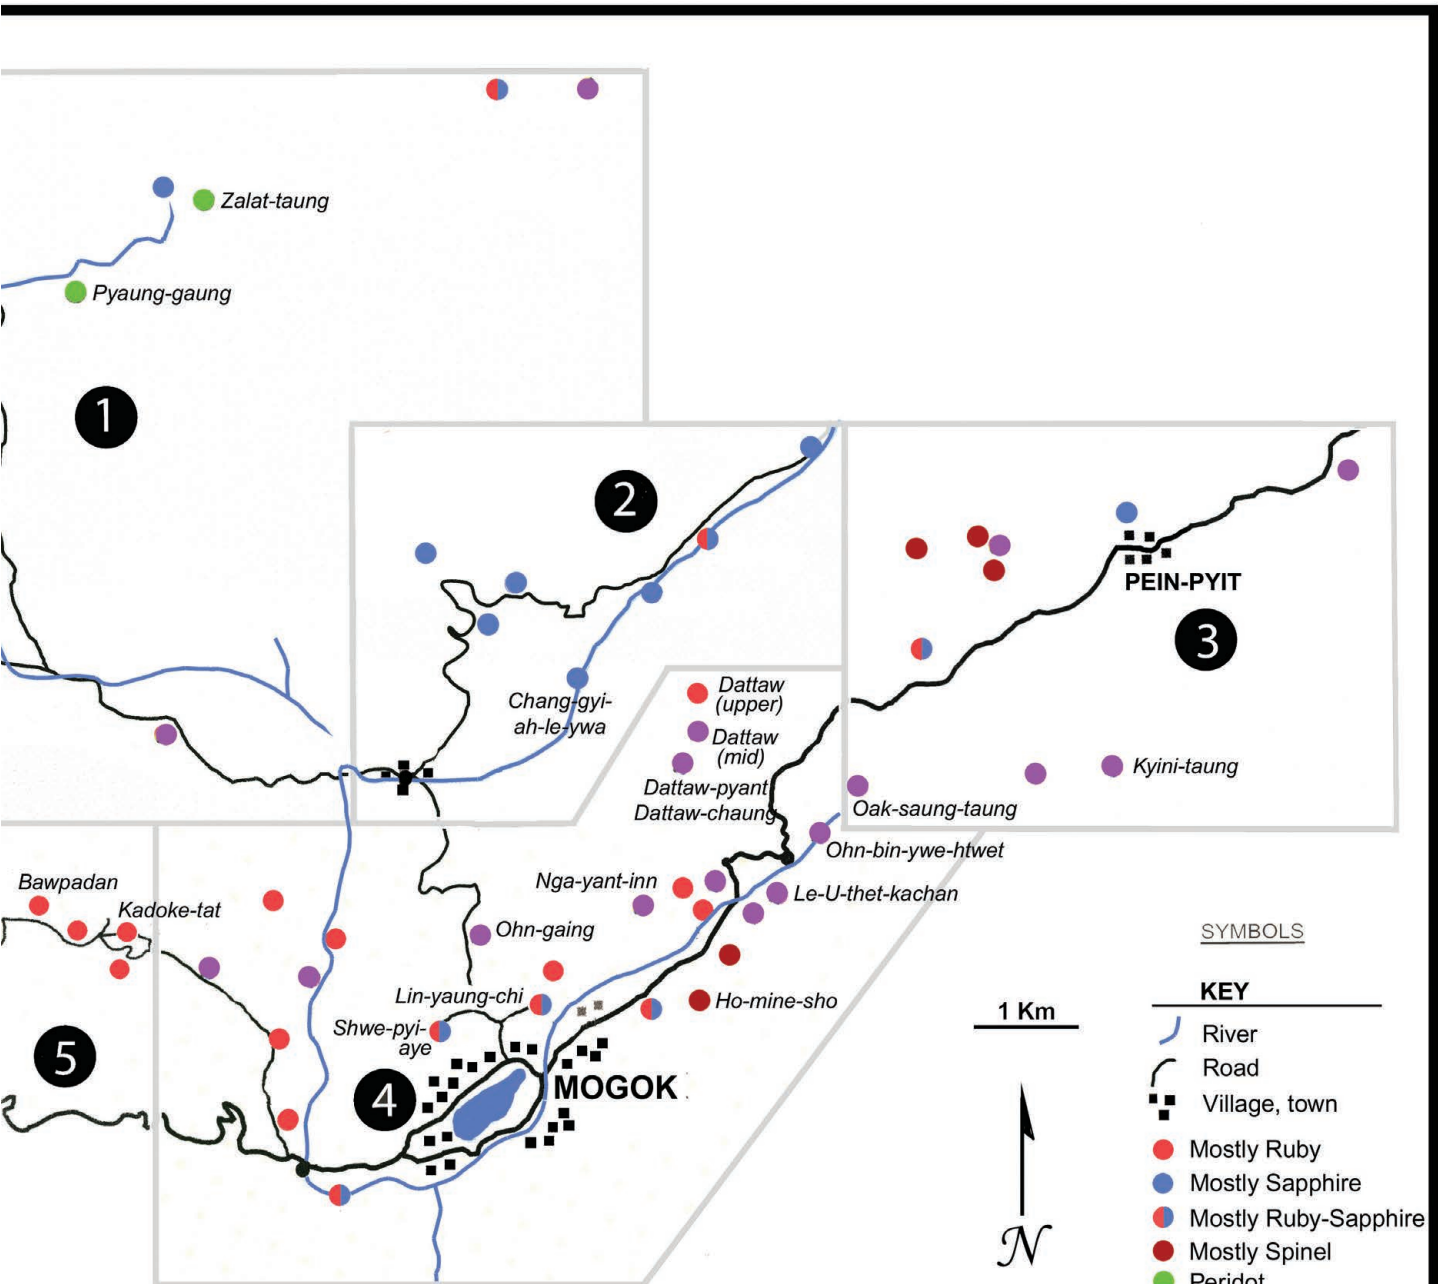 Zalat-taung
Pyaung-gaung
1
2
PEIN-PYIT
3
Chang-gyi-
ah-le-ywa
Dattaw
(upper)
Dattaw
(mid)
Dattaw-pyant
Dattaw-chaung
Kyini-taung
Oak-saung-taung
Ohn-bin-ywe-htwet
Bawpadan
Kadoke-tat
Nga-yant-inn
Le-U-thet-kachan
Ohn-gaing
Lin-yaung-chi
Ho-mine-sho
Shwe-pyi-
aye
5
4
MOGOK
1 Km
N
SYMBOLS
KEY
River
Road
Village, town
Mostly Ruby
Mostly Sapphire
Mostly Ruby-Sapphire
Mostly Spinel
Peridot